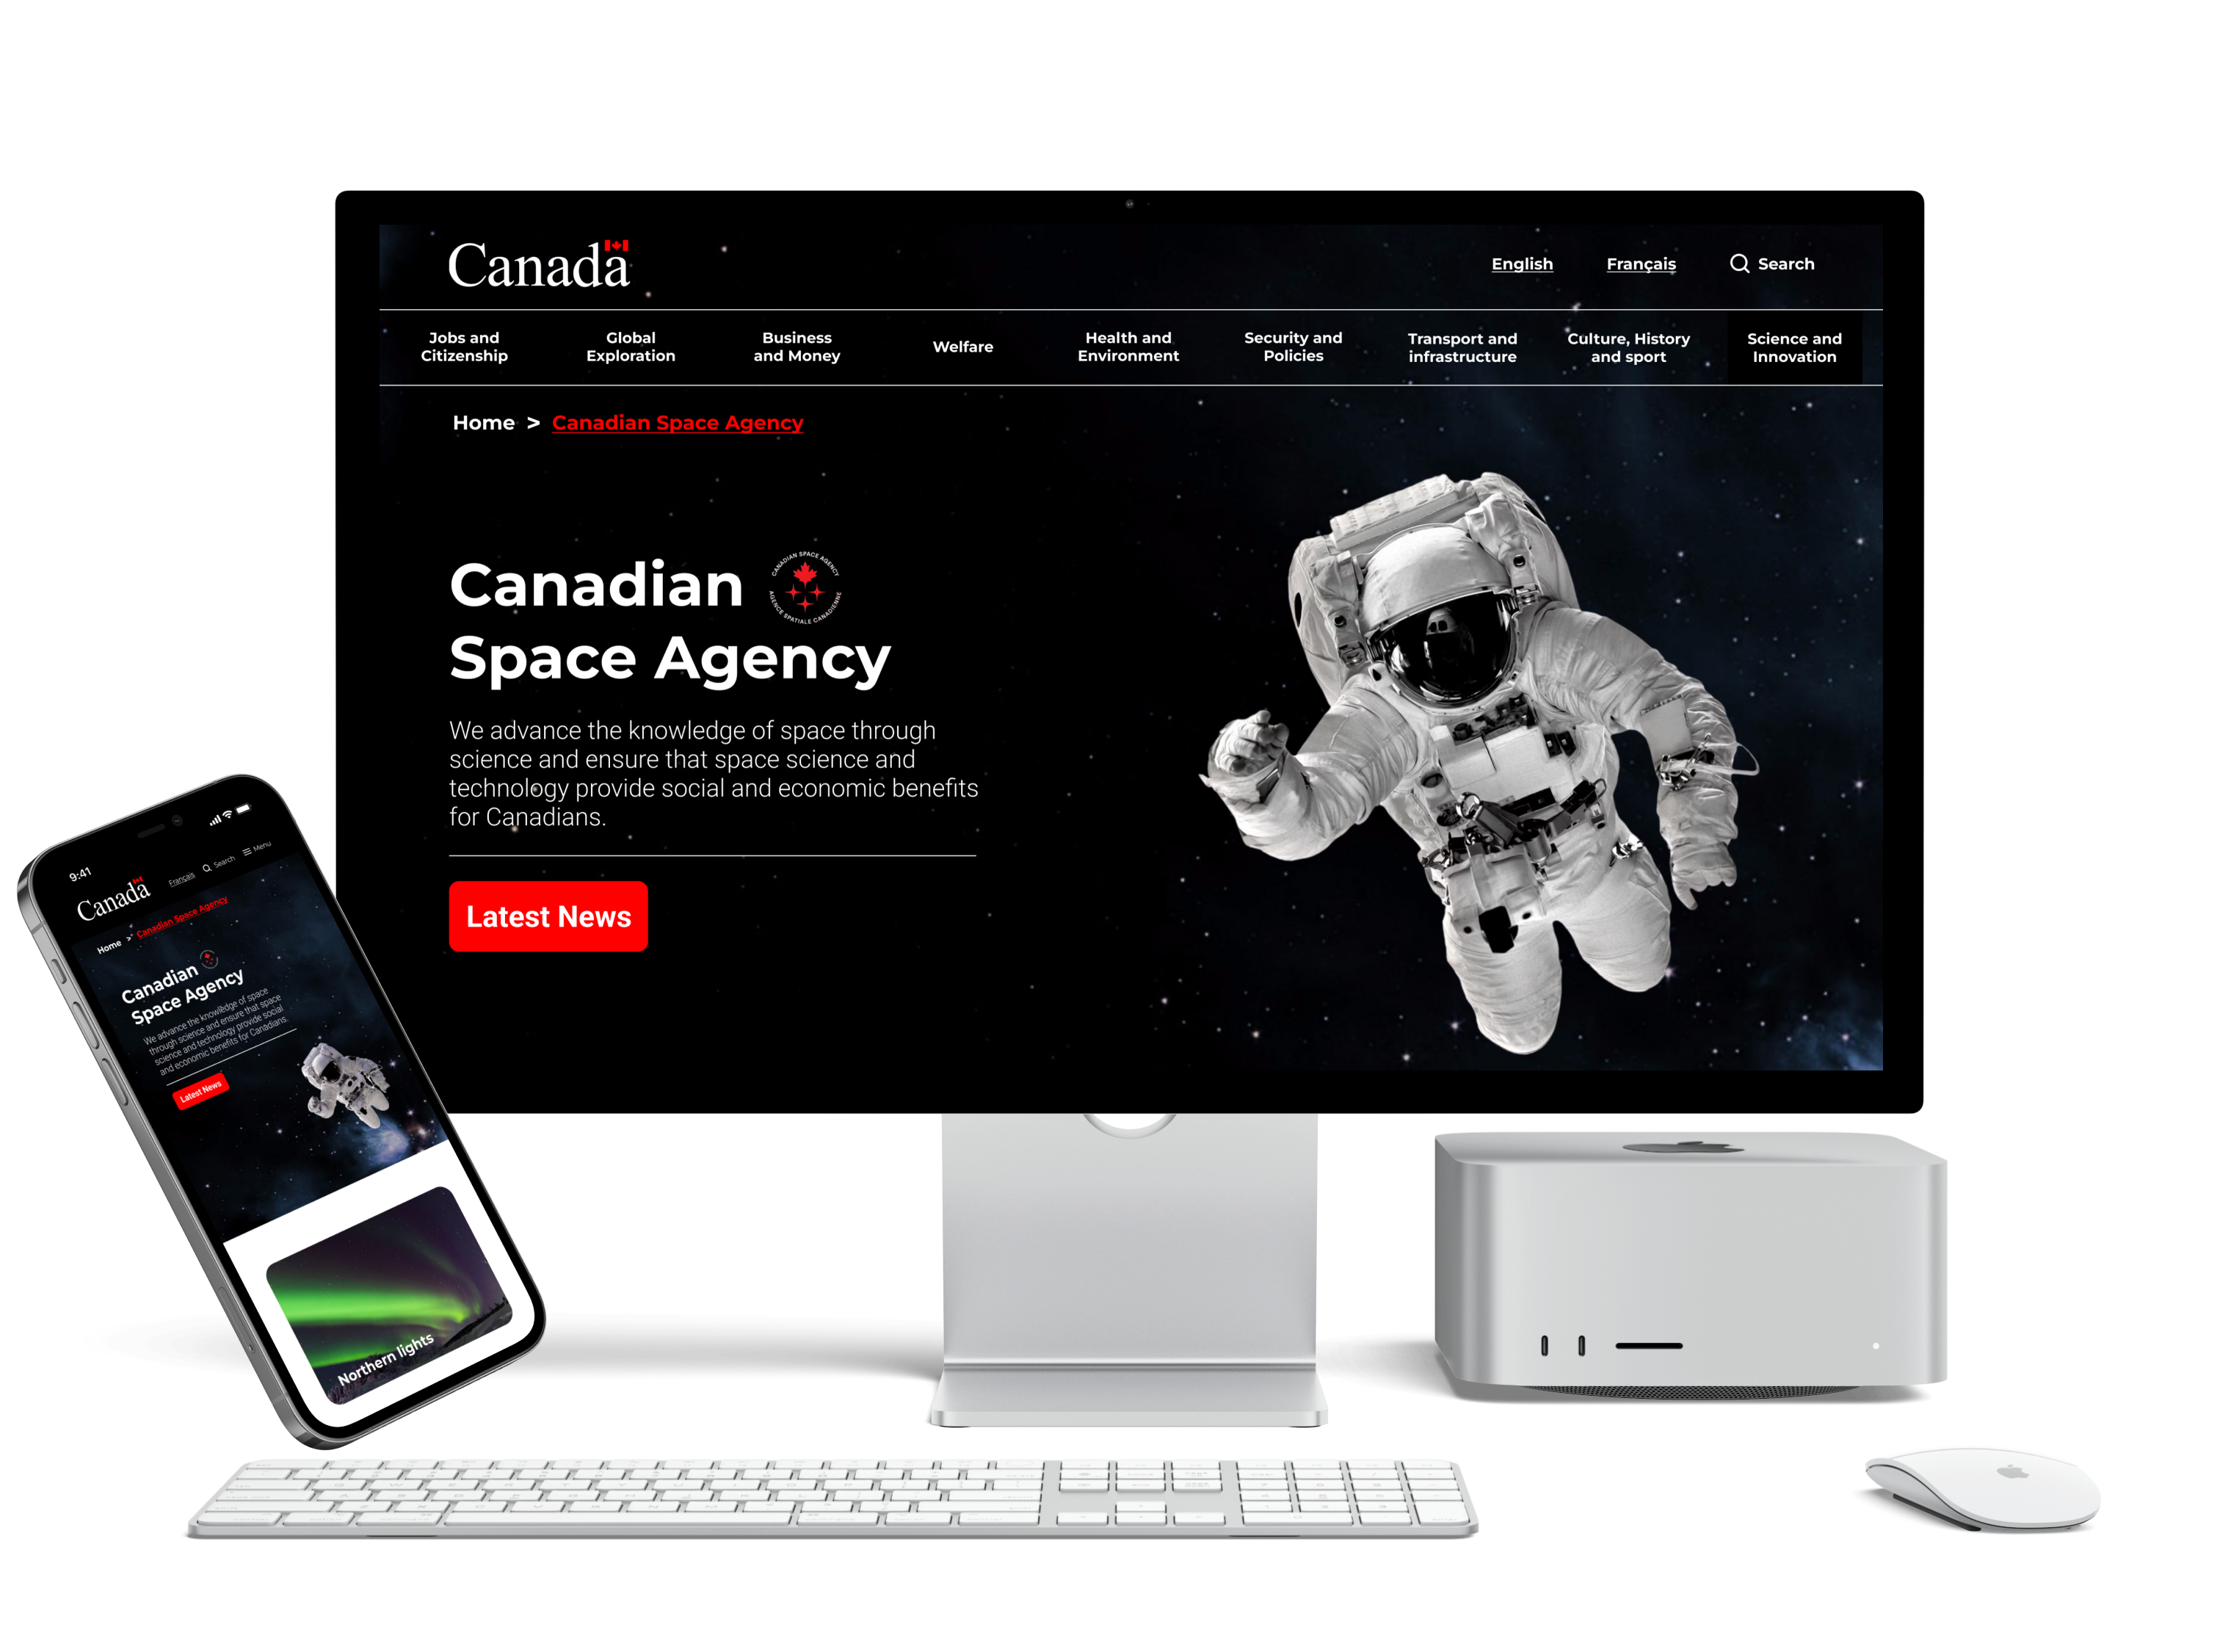 Canada
English Français Search
Jobs and
Citizenship
Global
Exploration
Business
and Money
Welfare
Health and
Environment
Security and
Policies
Transport and
infrastructure
Culture, History
and sport
Science and
Innovation
Home > Canadian Space Agency
Canadian
CANADIAN SPACE AGENCY
AGENCE SPATIALE CANADIENNE
Space Agency
We advance the knowledge of space through
science and ensure that space science and
technology provide social and economic benefits
for Canadians.
Latest News
9:41
Canada
Français Search Menu
Home > Canadian Space Agency
Canadian
Space Agency
We advance the knowledge of space
through science and ensure that space
science and technology provide social
and economic benefits for Canadians.
Latest News
Northern lights